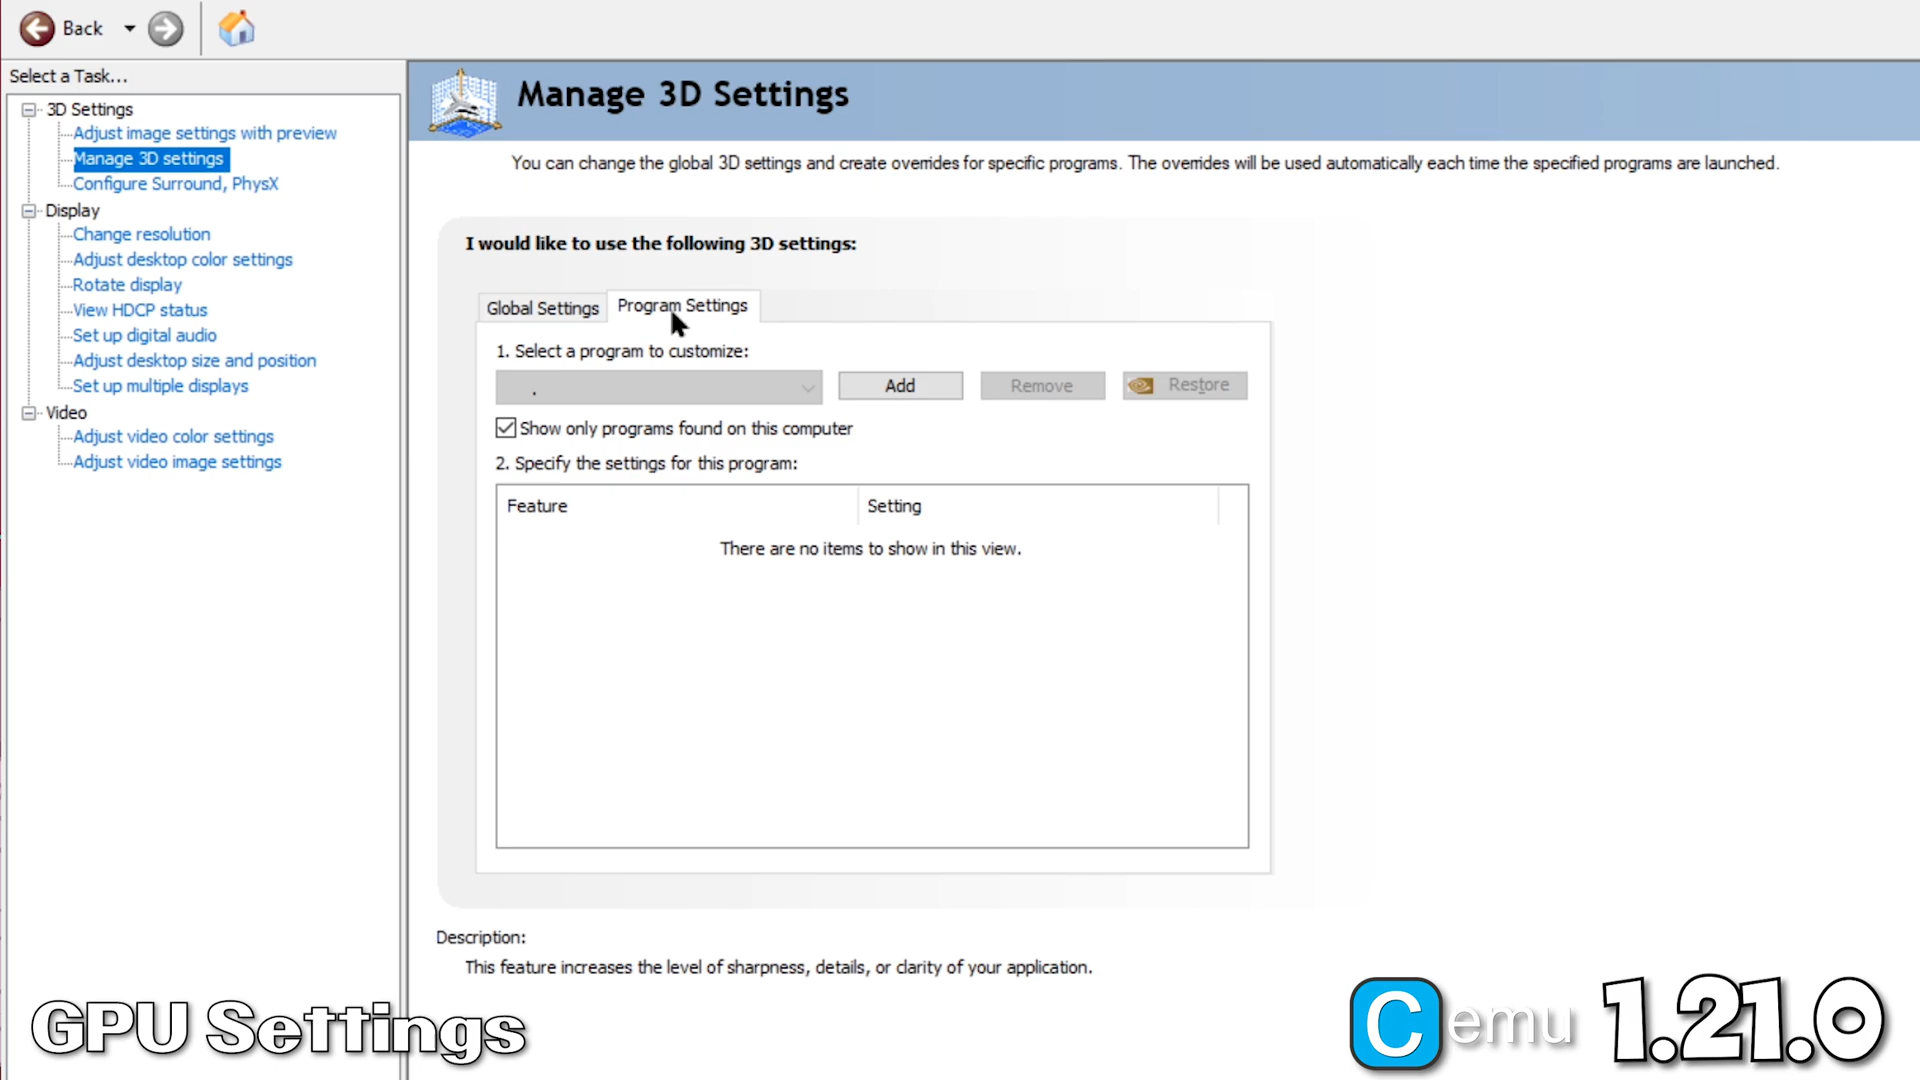 Back
Select a Task...
3D Settings
Adjust image settings with preview
Manage 3D settings
Configure Surround, PhysX
Display
Change resolution
Adjust desktop color settings
Rotate display
View HDCP status
Set up digital audio
Adjust desktop size and position
Set up multiple displays
Video
Adjust video color settings
Adjust video image settings
Manage 3D Settings
You can change the global 3D settings and create overrides for specific programs. The overrides will be used automatically each time the specified programs are launched.
I would like to use the following 3D settings:
Global Settings
Program Settings
1. Select a program to customize:
.
Add
Remove
Restore
Show only programs found on this computer
2. Specify the settings for this program:
Feature
Setting
There are no items to show in this view.
Description:
This feature increases the level of sharpness, details, or clarity of your application.
GPU Settings
Cemu 1.21.0